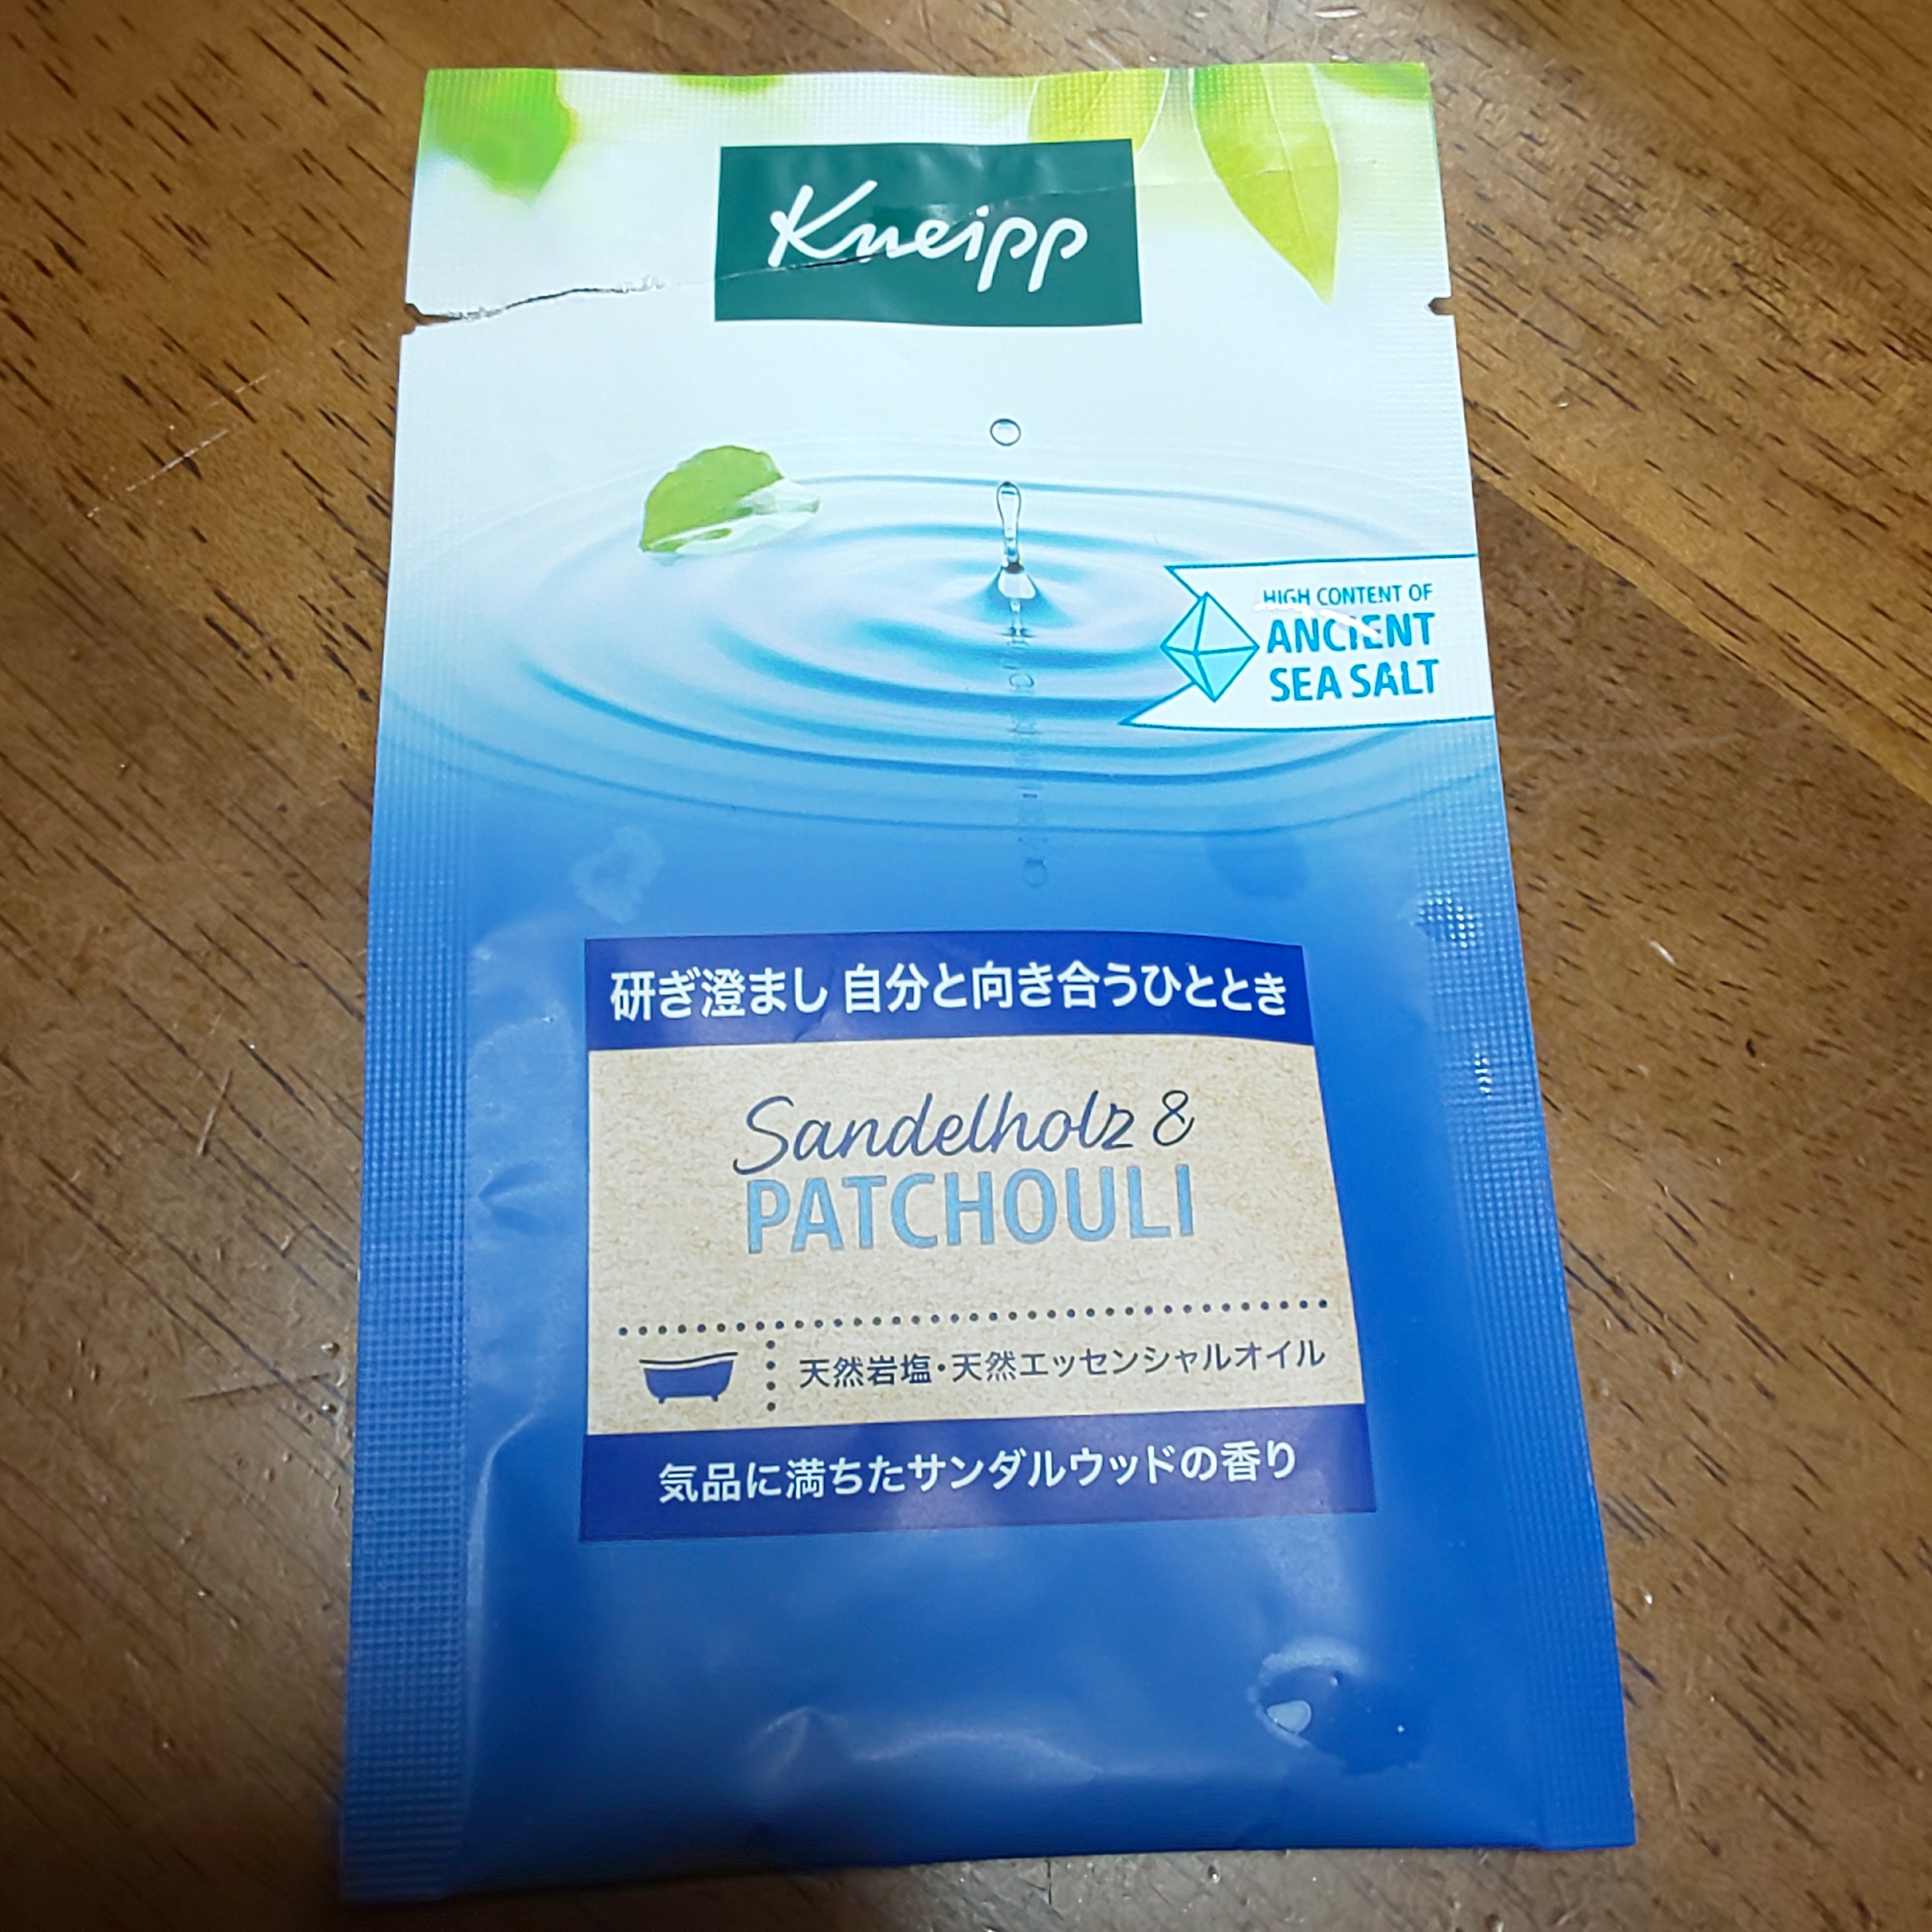 Kneipp
HIGH CONTENT OF
ANCIENT
SEA SALT
研ぎ澄まし 自分と向き合うひととき
Sandelholz &
PATCHOULI
天然岩塩・天然エッセンシャルオイル
気品に満ちたサンダルウッドの香り